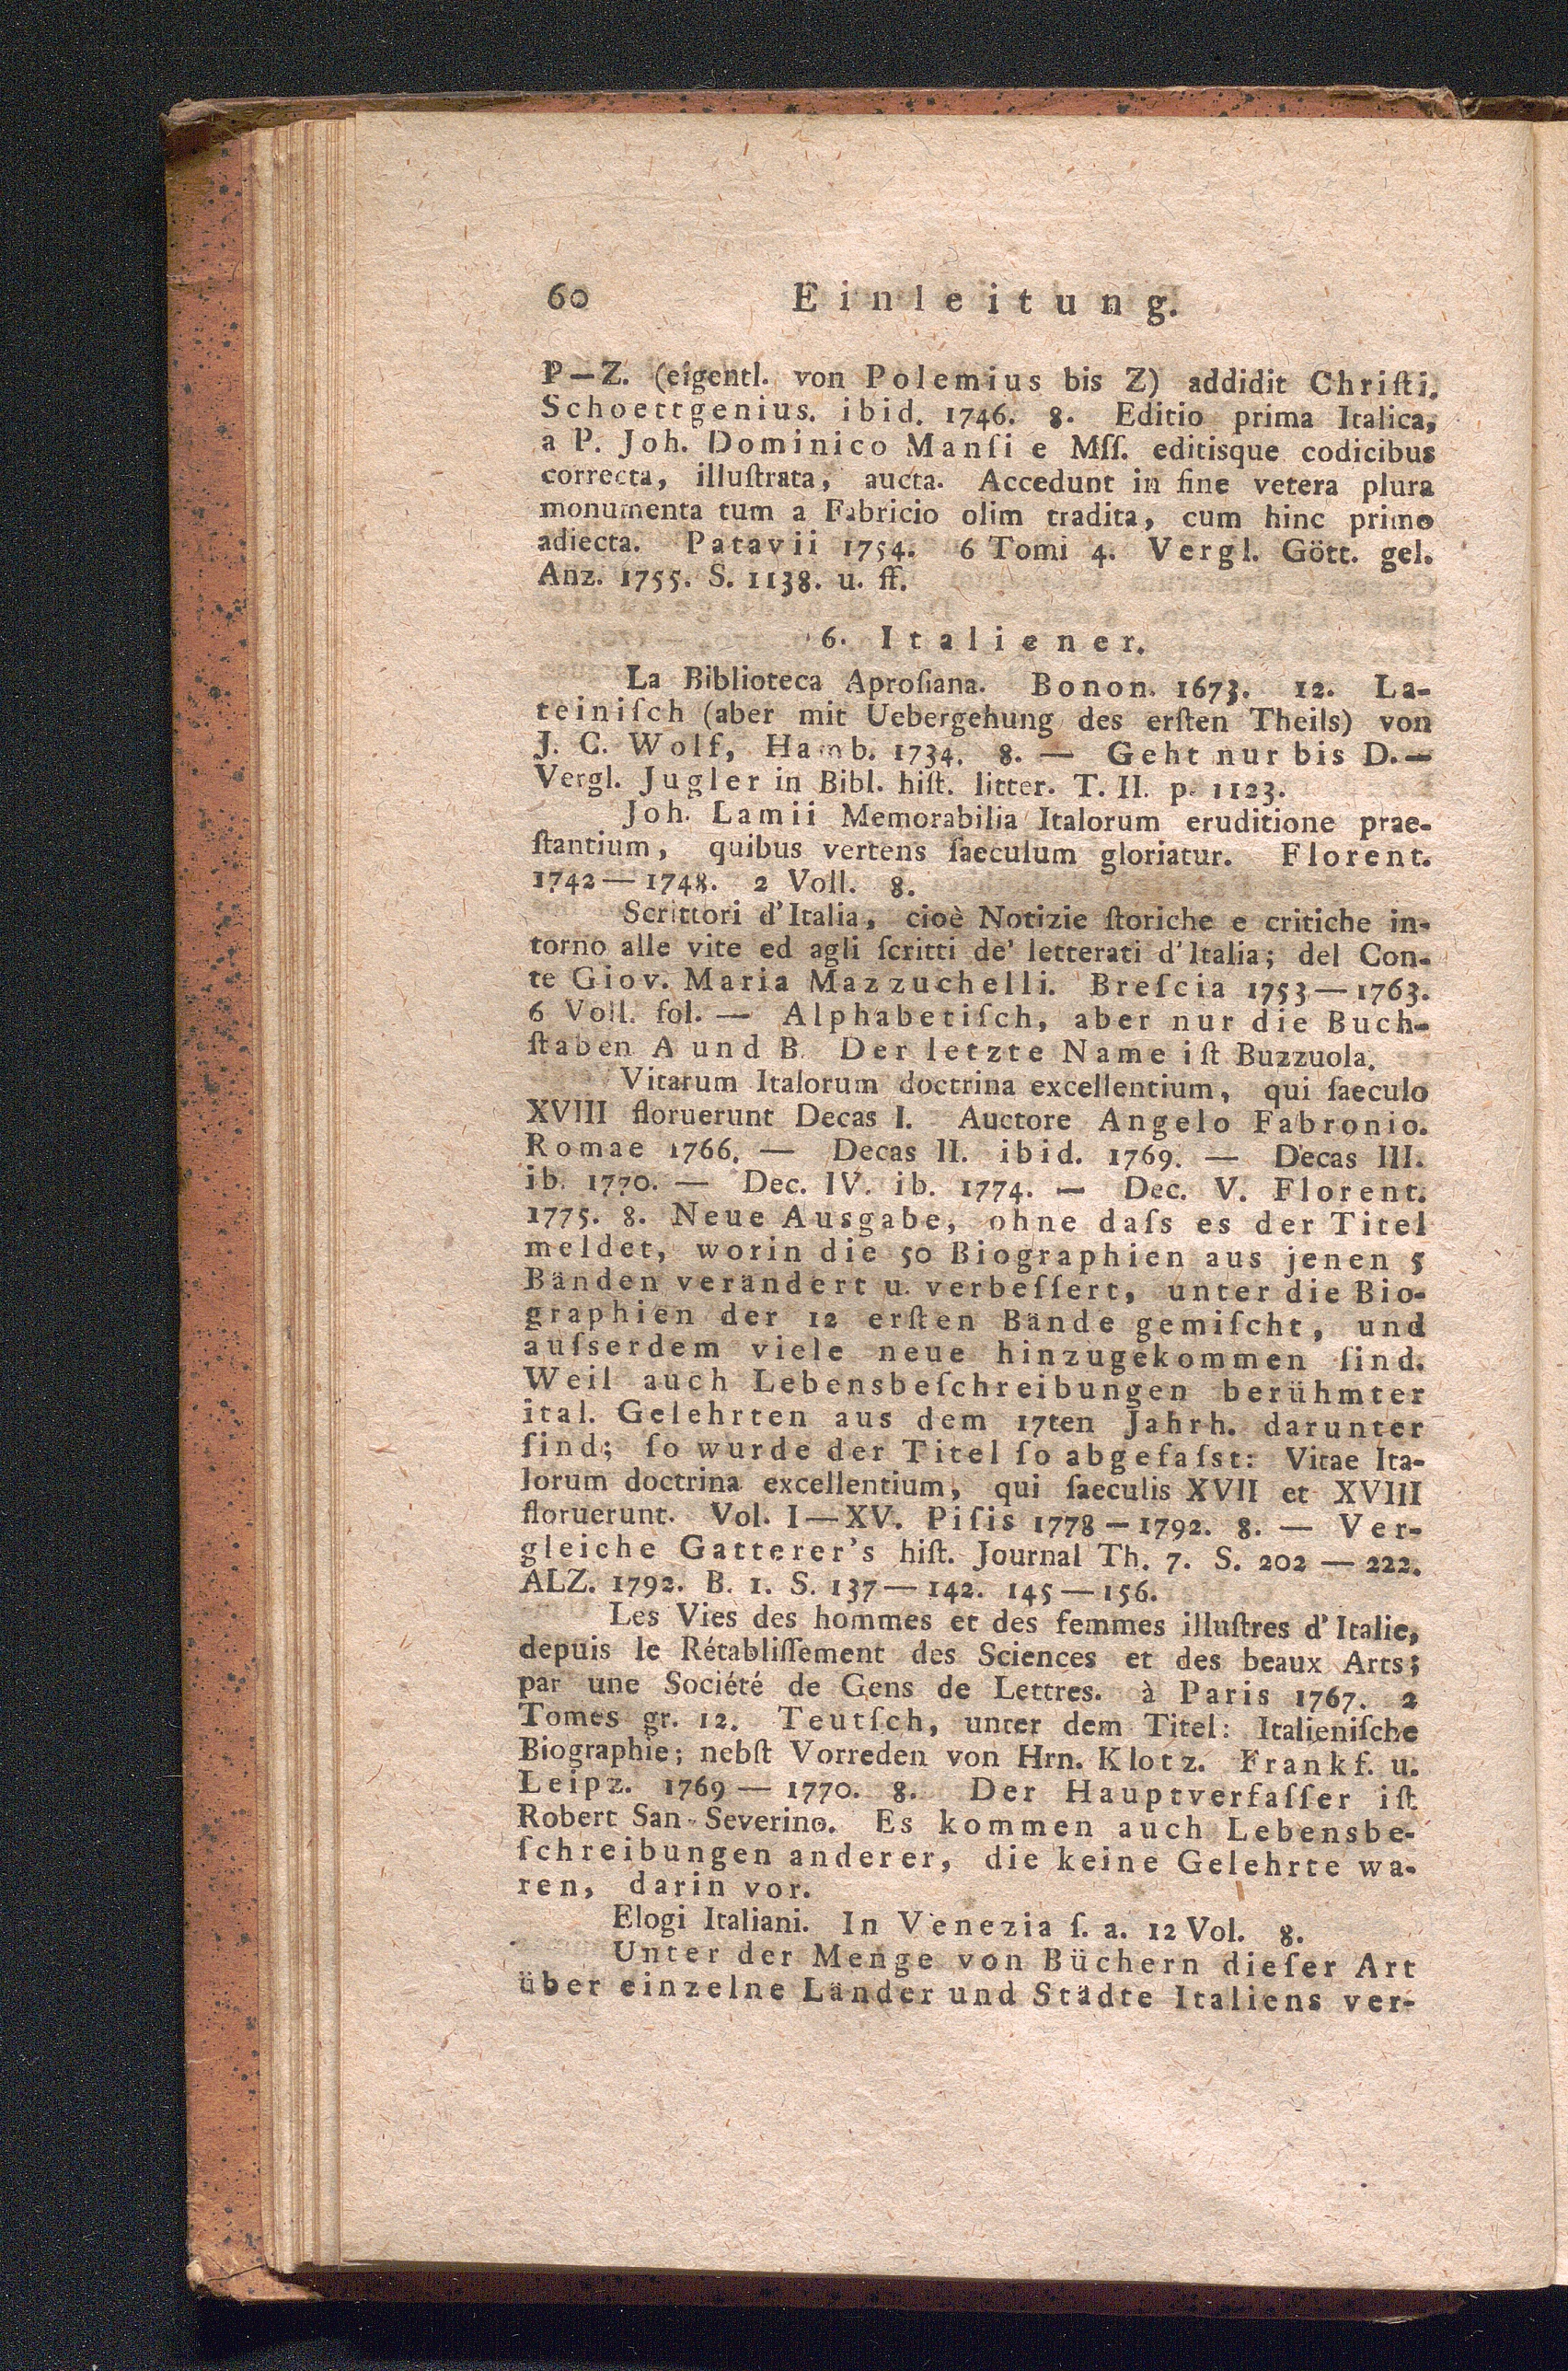 60 Einleitung.
P—Z. (eigentl. von Polemius bis Z) addidit Chriſti.
Schoettgenius. ibid. 1746. 8. Editio prima Italica,
a P. Joh. Dominico Manſi e Mſſ. editisque codicibus
correcta, illuſtrata, aucta. Accedunt in fine vetera plura
monumenta tum a Fabricio olim tradita, cum hinc primo
adiecta. Patavii 1754. 6 Tomi 4. Vergl. Gött. gel.
Anz. 1755. S. 1138. u. ff.
6. Italiener.
La Biblioteca Aproſiana. Bonon. 1673. 12. La-
teiniſch (aber mit Uebergehung des erſten Theils) von
J. C. Wolf, Hamb. 1734. 8. — Geht nur bis D. —
Vergl. Jugler in Bibl. hiſt. litter. T. II. p. 1123.
Joh. Lamii Memorabilia Italorum eruditione prae-
ſtantium, quibus vertens ſaeculum gloriatur. Florent.
1742 — 1748. 2 Voll. 8.
Scrittori d'Italia, cioè Notizie ſtoriche e critiche in-
torno alle vite ed agli ſcritti de' letterati d'Italia; del Con-
te Giov. Maria Mazzuchelli. Breſcia 1753 — 1763.
6 Voll. fol. — Alphabetiſch, aber nur die Buch-
ſtaben A und B. Der letzte Name iſt Buzzuola.
Vitarum Italorum doctrina excellentium, qui ſaeculo
XVIII floruerunt Decas I. Auctore Angelo Fabronio.
Romae 1766. — Decas II. ibid. 1769. — Decas III.
ib. 1770. — Dec. IV. ib. 1774. — Dec. V. Florent.
1775. 8. Neue Ausgabe, ohne daſs es der Titel
meldet, worin die 50 Biographien aus jenen 5
Bänden verändert u. verbeſſert, unter die Bio-
graphien der 12 erſten Bände gemiſcht, und
auſserdem viele neue hinzugekommen ſind.
Weil auch Lebensbeſchreibungen berühmter
ital. Gelehrten aus dem 17ten Jahrh. darunter
ſind; ſo wurde der Titel ſo abgefaſst: Vitae Ita-
lorum doctrina excellentium, qui ſaeculis XVII et XVIII
floruerunt. Vol. I—XV. Piſis 1778 — 1792. 8. — Ver-
gleiche Gatterer's hiſt. Journal Th. 7. S. 202 — 222.
ALZ. 1792. B. 1. S. 137 — 142. 145 — 156.
Les Vies des hommes et des femmes illuſtres d'Italie,
depuis le Rétabliſſement des Sciences et des beaux Arts;
par une Société de Gens de Lettres. à Paris 1767. 2
Tomes gr. 12. Teutſch, unter dem Titel: Italieniſche
Biographie; nebſt Vorreden von Hrn. Klotz. Frankf. u.
Leipz. 1769 — 1770. 8. Der Hauptverfaſſer iſt
Robert San-Severino. Es kommen auch Lebensbe-
ſchreibungen anderer, die keine Gelehrte wa-
ren, darin vor.
Elogi Italiani. In Venezia ſ. a. 12 Vol. 8.
Unter der Menge von Büchern dieſer Art
über einzelne Länder und Städte Italiens ver-